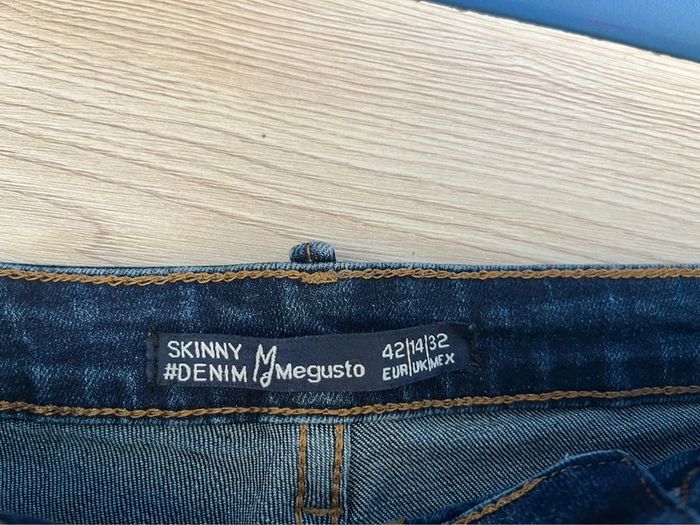 SKINNY
#DENIM
Megusto
42|14|32
EUR|UK|MEX